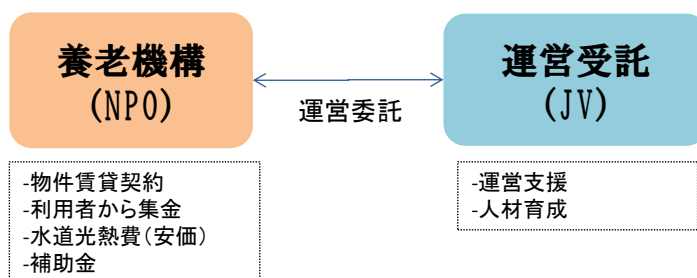 養老機構
(NPO)
運営委託
運営受託
(JV)
-物件賃貸契約
-利用者から集金
-水道光熱費（安価）
-補助金
-運営支援
-人材育成